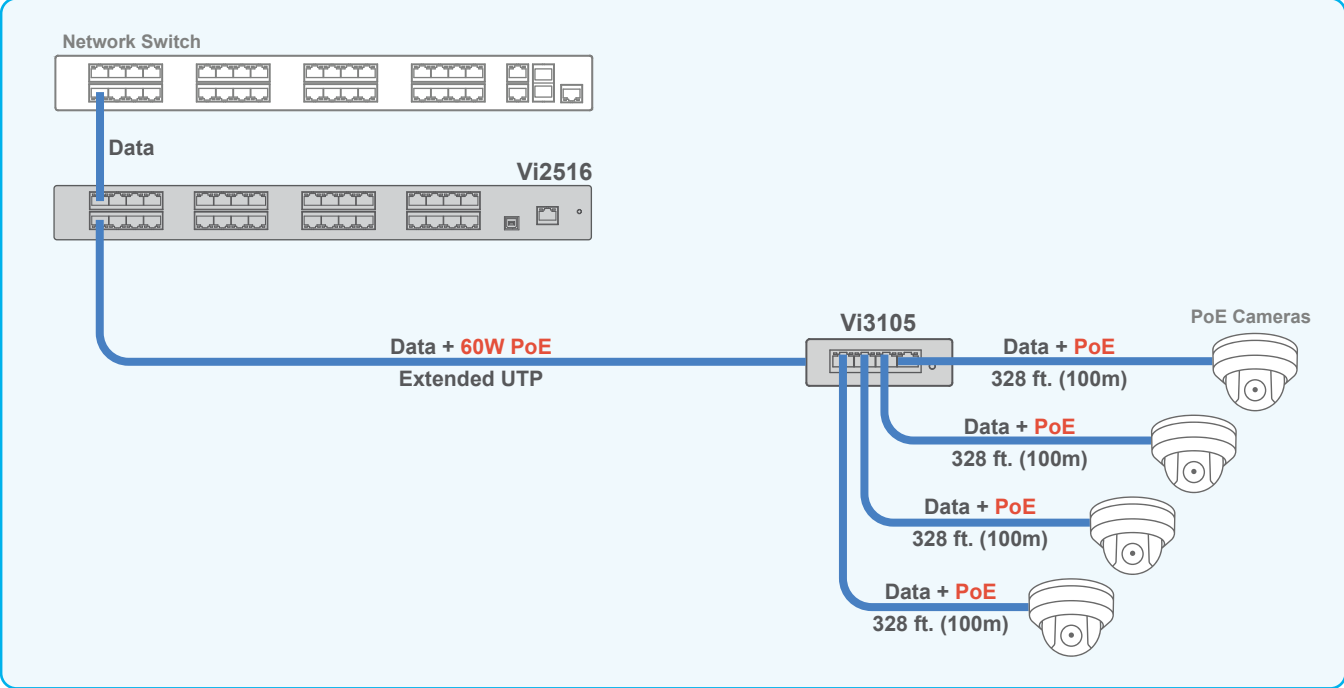 Network Switch
Data
Vi2516
Data + 60W PoE
Extended UTP
Vi3105
PoE Cameras
Data + PoE
328 ft. (100m)
Data + PoE
328 ft. (100m)
Data + PoE
328 ft. (100m)
Data + PoE
328 ft. (100m)